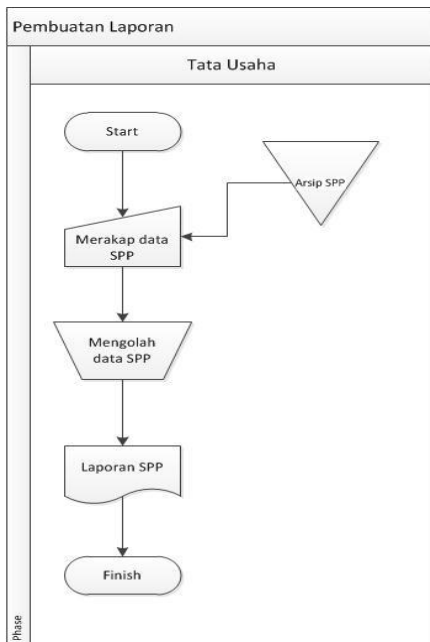 Pembuatan Laporan
Tata Usaha
Start
Arsip SPP
Merakap data
SPP
Mengolah
data SPP
Laporan SPP
Finish
Phase